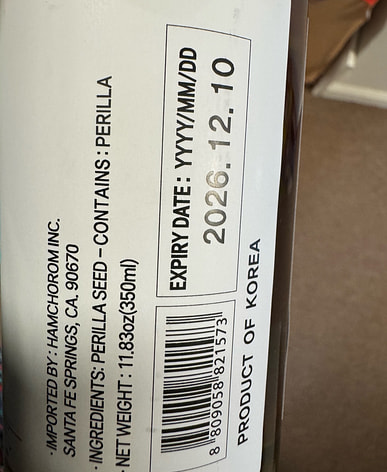 ·IMPORTED BY : HAMCHOROM INC.
SANTA FE SPRINGS, CA. 90670
·INGREDIENTS: PERILLA SEED – CONTAINS : PERILLA
·NET WEIGHT : 11.83oz(350ml)
EXPIRY DATE : YYYY/MM/DD
2026. 12. 10
8 809058 821573
PRODUCT OF KOREA